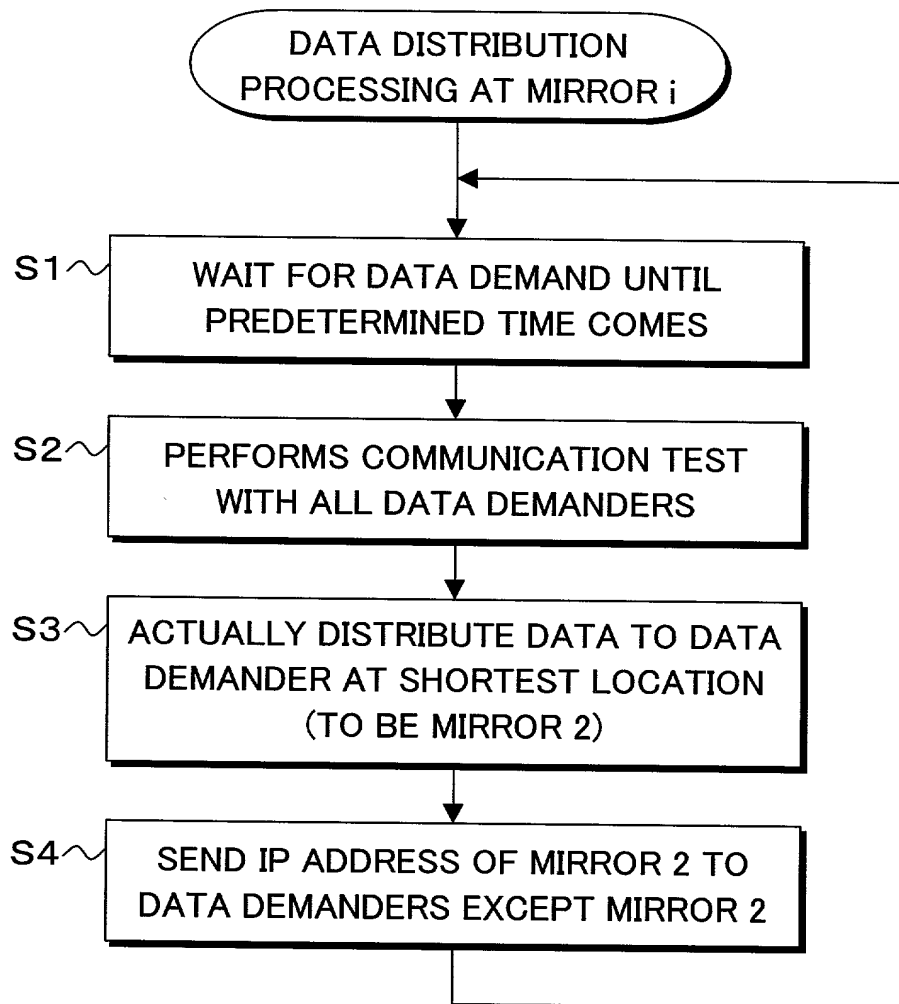 DATA DISTRIBUTION
PROCESSING AT MIRROR i
S1
WAIT FOR DATA DEMAND UNTIL
PREDETERMINED TIME COMES
S2
PERFORMS COMMUNICATION TEST
WITH ALL DATA DEMANDERS
S3
ACTUALLY DISTRIBUTE DATA TO DATA
DEMANDER AT SHORTEST LOCATION
(TO BE MIRROR 2)
S4
SEND IP ADDRESS OF MIRROR 2 TO
DATA DEMANDERS EXCEPT MIRROR 2